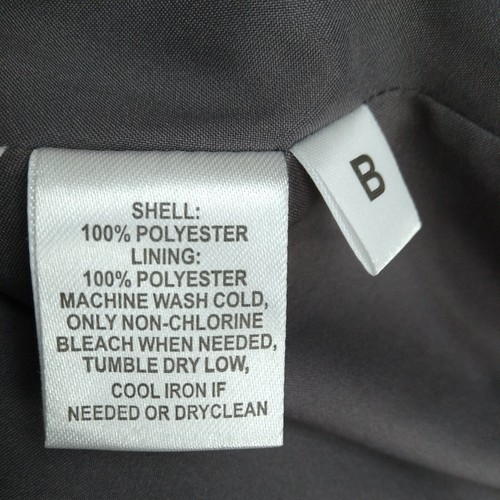 SHELL:
100% POLYESTER
LINING:
100% POLYESTER
MACHINE WASH COLD,
ONLY NON-CHLORINE
BLEACH WHEN NEEDED,
TUMBLE DRY LOW,
COOL IRON IF
NEEDED OR DRYCLEAN
B